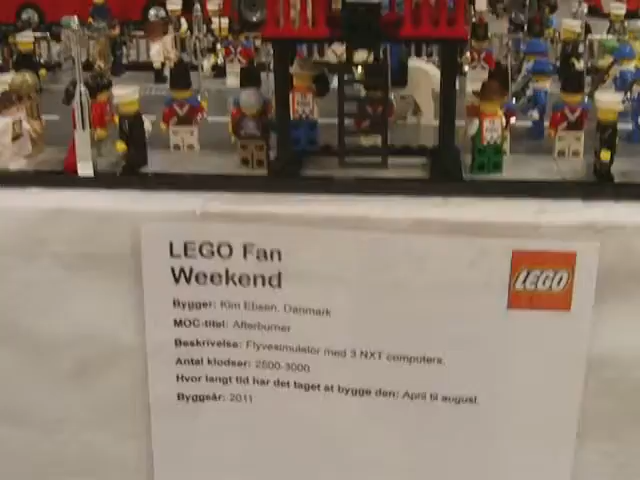 LEGO Fan
Weekend
LEGO
Bygger: Kim Ebsen, Danmark
MOC-titel: Afterburner
Beskrivelse: Flyvesimulator med 3 NXT computers.
Antal klodser: 2500-3000
Hvor langt tid har det taget at bygge den: April til august.
Byggeår: 2011